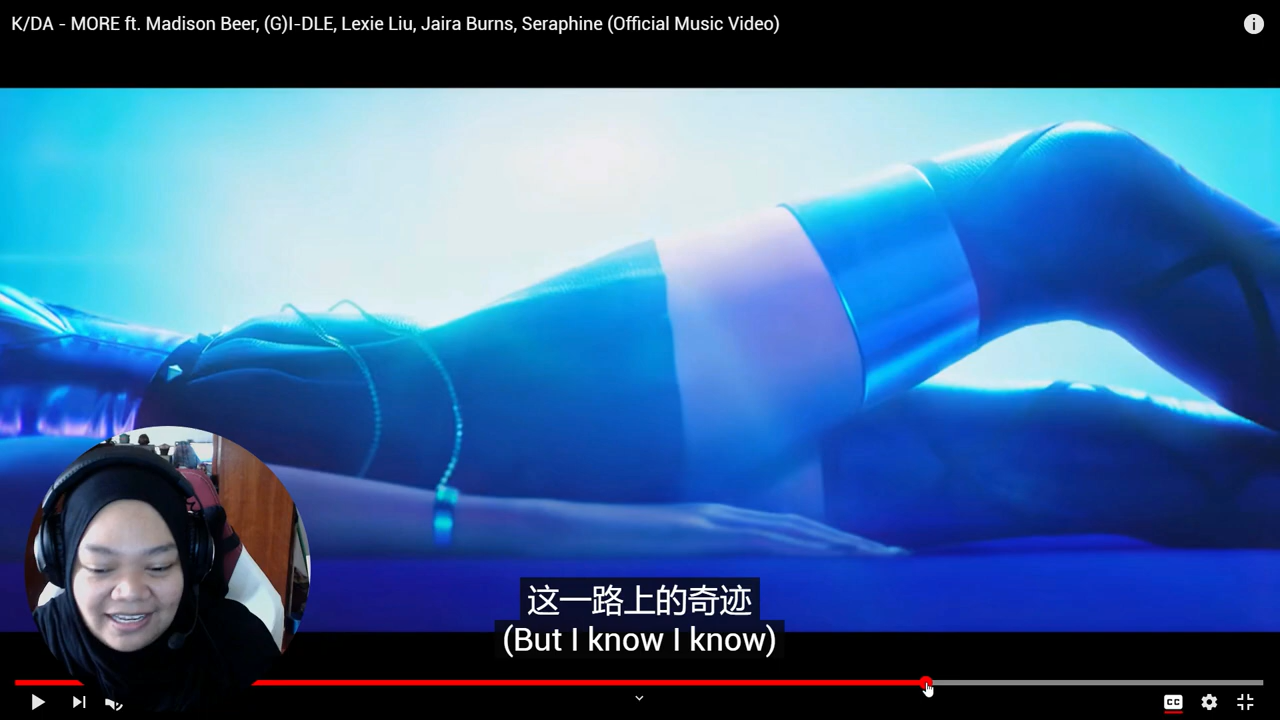 K/DA - MORE ft. Madison Beer, (G)I-DLE, Lexie Liu, Jaira Burns, Seraphine (Official Music Video)
这一路上的奇迹
(But I know I know)
CC